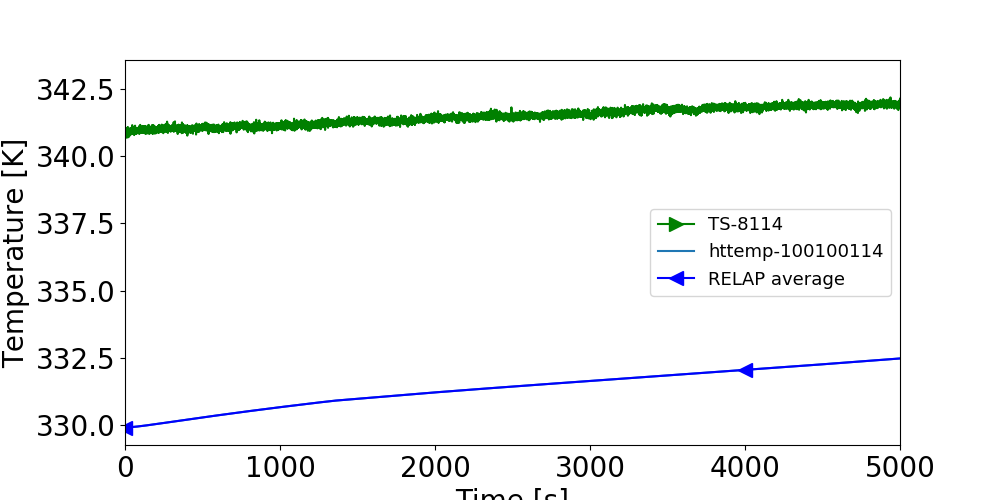 342.5
340.0
337.5
335.0
332.5
330.0
Temperature [K]
TS-8114
httemp-100100114
RELAP average
0 1000 2000 3000 4000 5000
Time [s]